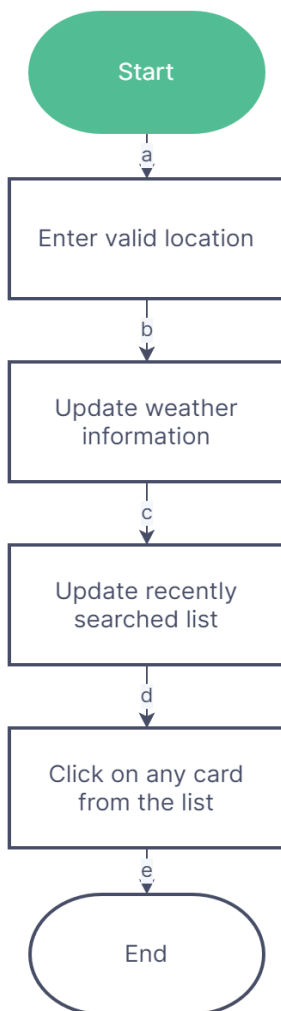 Start
a
Enter valid location
b
Update weather
information
c
Update recently
searched list
d
Click on any card
from the list
e
End